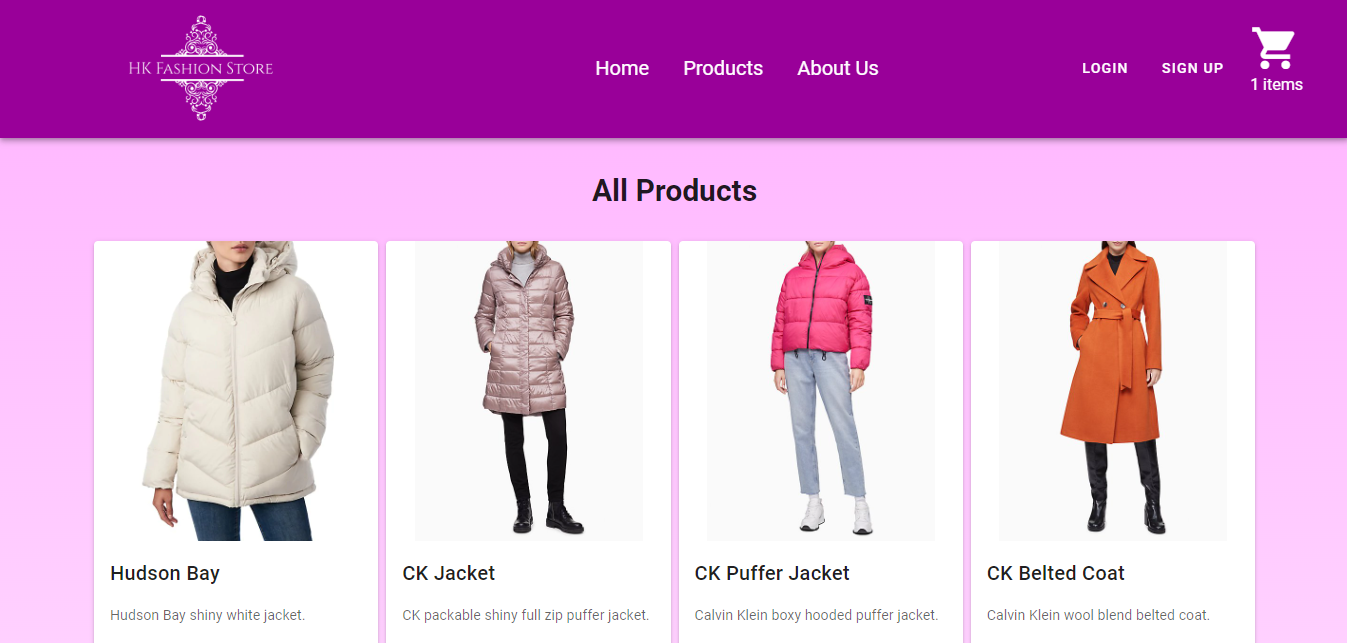 HK Fashion Store
Home Products About Us
LOGIN SIGN UP
1 items
All Products
Hudson Bay
Hudson Bay shiny white jacket.
CK Jacket
CK packable shiny full zip puffer jacket.
CK Puffer Jacket
Calvin Klein boxy hooded puffer jacket.
CK Belted Coat
Calvin Klein wool blend belted coat.